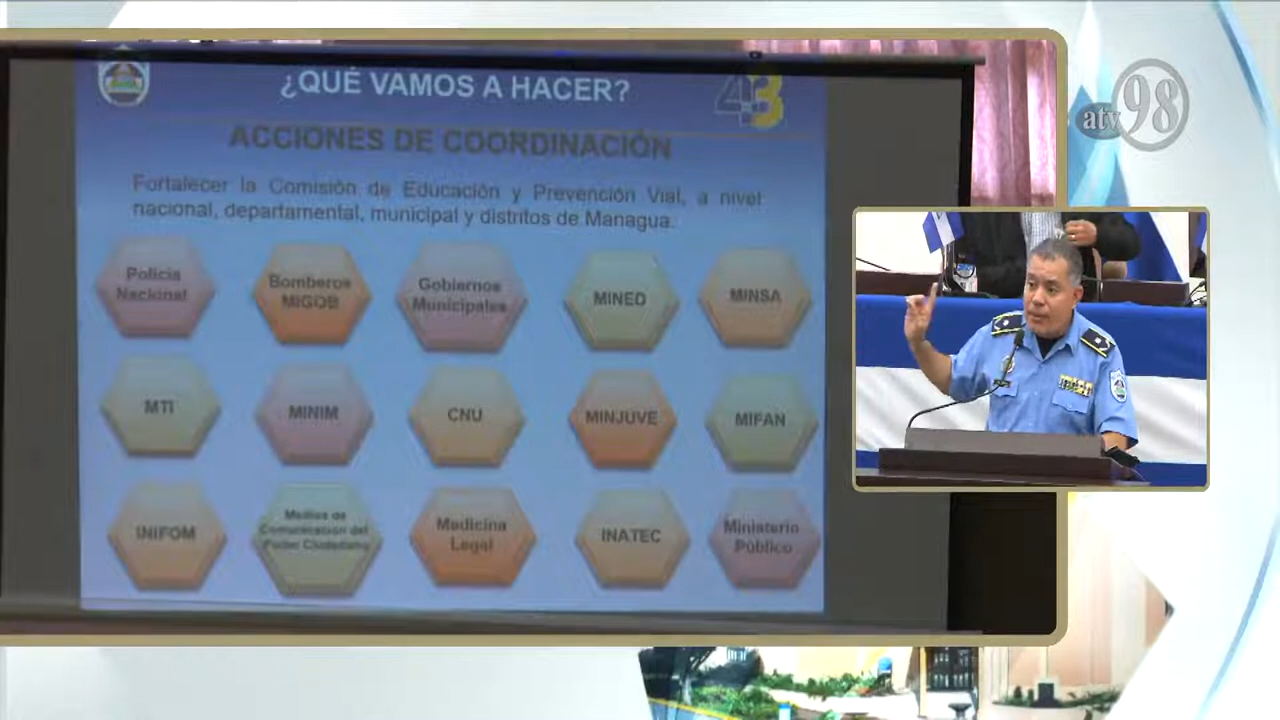 ¿QUÉ VAMOS A HACER?
43
ACCIONES DE COORDINACIÓN
Fortalecer la Comisión de Educación y Prevención Vial, a nivel
nacional, departamental, municipal y distritos de Managua.
Policía
Nacional
Bomberos
MIGOB
Gobiernos
Municipales
MINED
MINSA
MTI
MINIM
CNU
MINJUVE
MIFAN
INIFOM
Medios de
Comunicación del
Poder Ciudadano
Medicina
Legal
INATEC
Ministerio
Público
atv98